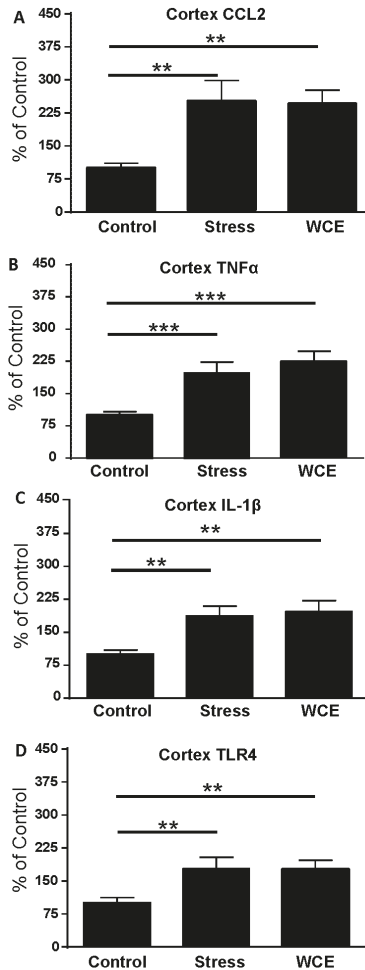 A
Cortex CCL2
450
375
300
225
150
75
0
% of Control
**
**
Control Stress WCE
B
Cortex TNFα
450
375
300
225
150
75
0
% of Control
***
***
Control Stress WCE
C
Cortex IL-1β
450
375
300
225
150
75
0
% of Control
**
**
Control Stress WCE
D
Cortex TLR4
450
375
300
225
150
75
0
% of Control
**
**
Control Stress WCE